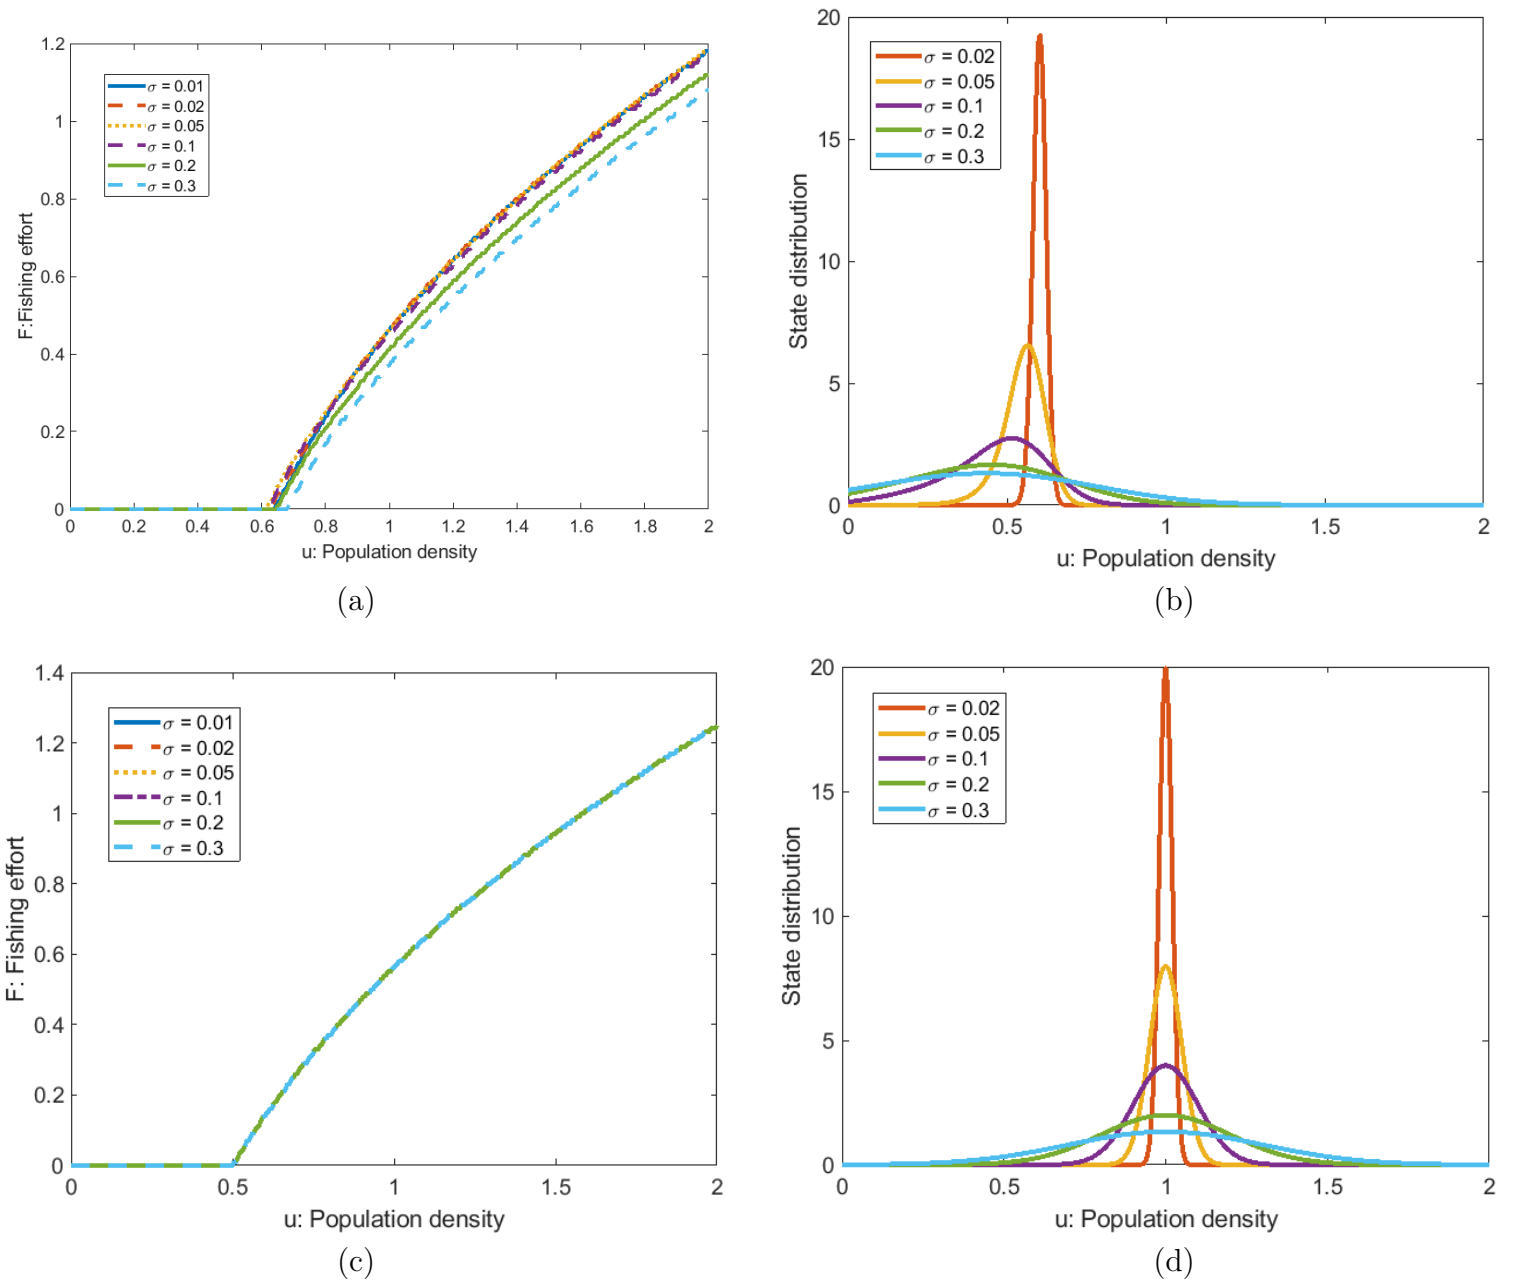 1.2
1
0.8
0.6
0.4
0.2
0
F:Fishing effort
σ = 0.01
σ = 0.02
σ = 0.05
σ = 0.1
σ = 0.2
σ = 0.3
0 0.2 0.4 0.6 0.8 1 1.2 1.4 1.6 1.8 2
u: Population density
(a)
20
15
10
5
0
State distribution
σ = 0.02
σ = 0.05
σ = 0.1
σ = 0.2
σ = 0.3
0 0.5 1 1.5 2
u: Population density
(b)
1.4
1.2
1
0.8
0.6
0.4
0.2
0
F: Fishing effort
σ = 0.01
σ = 0.02
σ = 0.05
σ = 0.1
σ = 0.2
σ = 0.3
0 0.5 1 1.5 2
u: Population density
(c)
20
15
10
5
0
State distribution
σ = 0.02
σ = 0.05
σ = 0.1
σ = 0.2
σ = 0.3
0 0.5 1 1.5 2
u: Population density
(d)